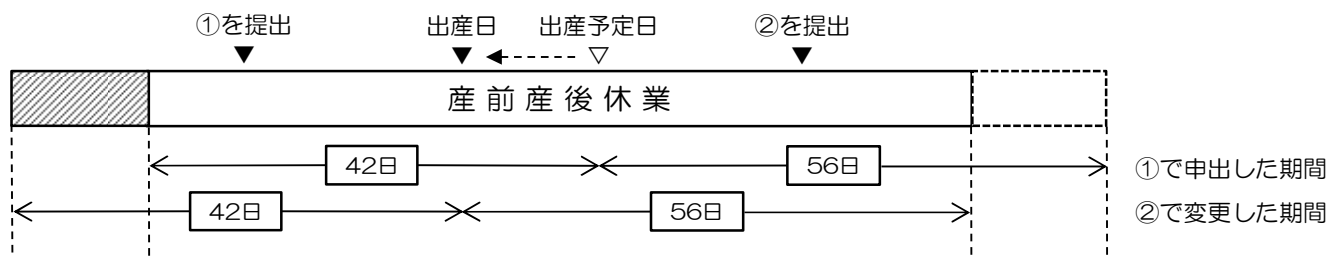 ①を提出 出産日 出産予定日 ②を提出
産前産後休業
42日 56日 ①で申出した期間
42日 56日 ②で変更した期間